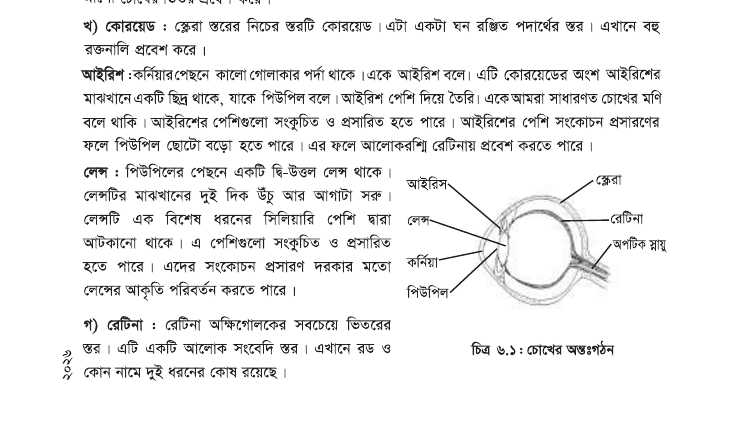 খ) কোরয়েড : স্ক্লেরা স্তরের নিচের স্তরটি কোরয়েড। এটা একটা ঘন রঞ্জিত পদার্থের স্তর। এখানে বহু
রক্তনালি প্রবেশ করে।
আইরিশ : কর্নিয়ার পেছনে কালো গোলাকার পর্দা থাকে। একে আইরিশ বলে। এটি কোরয়েডের অংশ আইরিশের
মাঝখানে একটি ছিদ্র থাকে, যাকে পিউপিল বলে। আইরিশ পেশি দিয়ে তৈরি। একে আমরা সাধারণত চোখের মণি
বলে থাকি। আইরিশের পেশিগুলো সংকুচিত ও প্রসারিত হতে পারে। আইরিশের পেশি সংকোচন প্রসারণের
ফলে পিউপিল ছোটো বড়ো হতে পারে। এর ফলে আলোকরশ্মি রেটিনায় প্রবেশ করতে পারে।
লেন্স : পিউপিলের পেছনে একটি দ্বি-উত্তল লেন্স থাকে।
লেন্সটির মাঝখানের দুই দিক উঁচু আর আগাটা সরু।
লেন্সটি এক বিশেষ ধরনের সিলিয়ারি পেশি দ্বারা
আটকানো থাকে। এ পেশিগুলো সংকুচিত ও প্রসারিত
হতে পারে। এদের সংকোচন প্রসারণ দরকার মতো
লেন্সের আকৃতি পরিবর্তন করতে পারে।
গ) রেটিনা : রেটিনা অক্ষিগোলকের সবচেয়ে ভিতরের
স্তর। এটি একটি আলোক সংবেদি স্তর। এখানে রড ও
কোন নামে দুই ধরনের কোষ রয়েছে।
আইরিস
লেন্স
কর্নিয়া
পিউপিল
স্ক্লেরা
রেটিনা
অপটিক স্নায়ু
চিত্র ৬.১ : চোখের অন্তঃগঠন
২০২৬